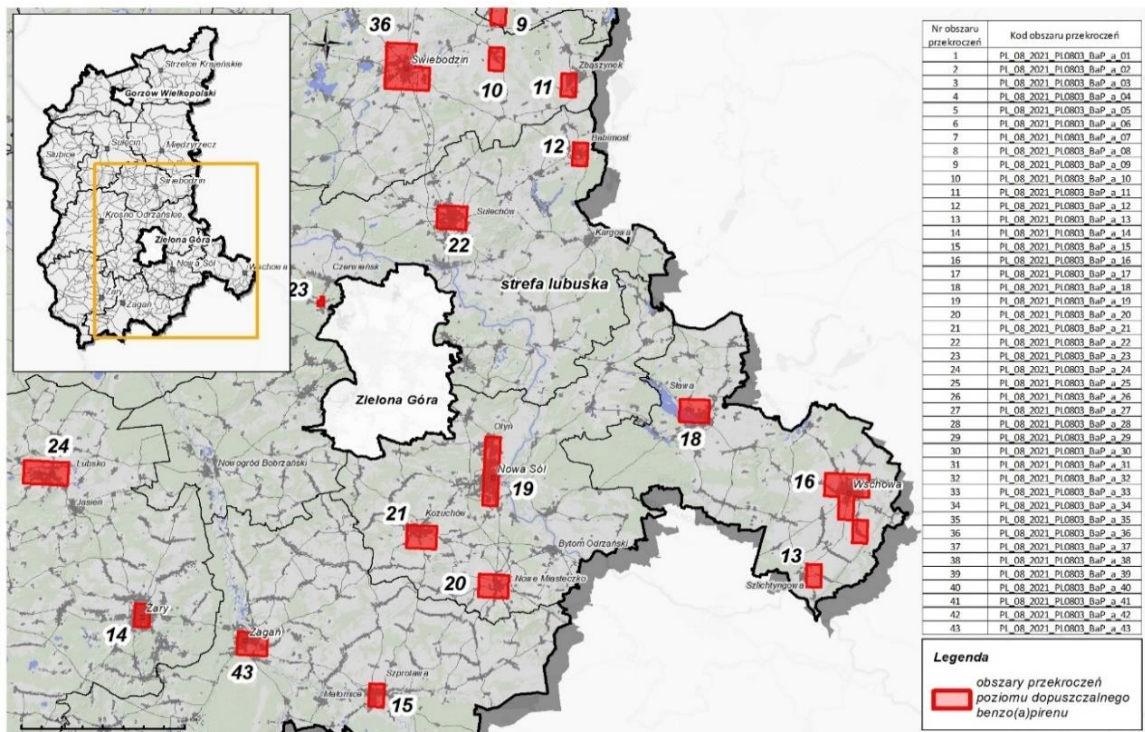 Strzelce Krajeńskie
Gorzów Wielkopolski
Sulęcin
Międzyrzecz
Słubice
Świebodzin
Krosno Odrzańskie
Zielona Góra
Nowa Sól
Wschowa
Żary
Żagań
36
Świebodzin
9
10
11
Zbąszynek
12
Babimost
22
Sulechów
Kargowa
Czerwieńsk
23
strefa lubuska
Zielona Góra
Sława
18
Otyń
Nowa Sól
19
24
Lubsko
Jasień
Nowogród Bobrzański
21
Kożuchów
16
Wschowa
Bytom Odrzański
13
Szlichtyngowa
20
Nowe Miasteczko
14
Żary
Żagań
43
Szprotawa
Małomice
15
Nr obszaru przekroczeń Kod obszaru przekroczeń
1 PL_08_2021_PL0803_BaP_a_01
2 PL_08_2021_PL0803_BaP_a_02
3 PL_08_2021_PL0803_BaP_a_03
4 PL_08_2021_PL0803_BaP_a_04
5 PL_08_2021_PL0803_BaP_a_05
6 PL_08_2021_PL0803_BaP_a_06
7 PL_08_2021_PL0803_BaP_a_07
8 PL_08_2021_PL0803_BaP_a_08
9 PL_08_2021_PL0803_BaP_a_09
10 PL_08_2021_PL0803_BaP_a_10
11 PL_08_2021_PL0803_BaP_a_11
12 PL_08_2021_PL0803_BaP_a_12
13 PL_08_2021_PL0803_BaP_a_13
14 PL_08_2021_PL0803_BaP_a_14
15 PL_08_2021_PL0803_BaP_a_15
16 PL_08_2021_PL0803_BaP_a_16
17 PL_08_2021_PL0803_BaP_a_17
18 PL_08_2021_PL0803_BaP_a_18
19 PL_08_2021_PL0803_BaP_a_19
20 PL_08_2021_PL0803_BaP_a_20
21 PL_08_2021_PL0803_BaP_a_21
22 PL_08_2021_PL0803_BaP_a_22
23 PL_08_2021_PL0803_BaP_a_23
24 PL_08_2021_PL0803_BaP_a_24
25 PL_08_2021_PL0803_BaP_a_25
26 PL_08_2021_PL0803_BaP_a_26
27 PL_08_2021_PL0803_BaP_a_27
28 PL_08_2021_PL0803_BaP_a_28
29 PL_08_2021_PL0803_BaP_a_29
30 PL_08_2021_PL0803_BaP_a_30
31 PL_08_2021_PL0803_BaP_a_31
32 PL_08_2021_PL0803_BaP_a_32
33 PL_08_2021_PL0803_BaP_a_33
34 PL_08_2021_PL0803_BaP_a_34
35 PL_08_2021_PL0803_BaP_a_35
36 PL_08_2021_PL0803_BaP_a_36
37 PL_08_2021_PL0803_BaP_a_37
38 PL_08_2021_PL0803_BaP_a_38
39 PL_08_2021_PL0803_BaP_a_39
40 PL_08_2021_PL0803_BaP_a_40
41 PL_08_2021_PL0803_BaP_a_41
42 PL_08_2021_PL0803_BaP_a_42
43 PL_08_2021_PL0803_BaP_a_43
Legenda
obszary przekroczeń
poziomu dopuszczalnego
benzo(a)pirenu